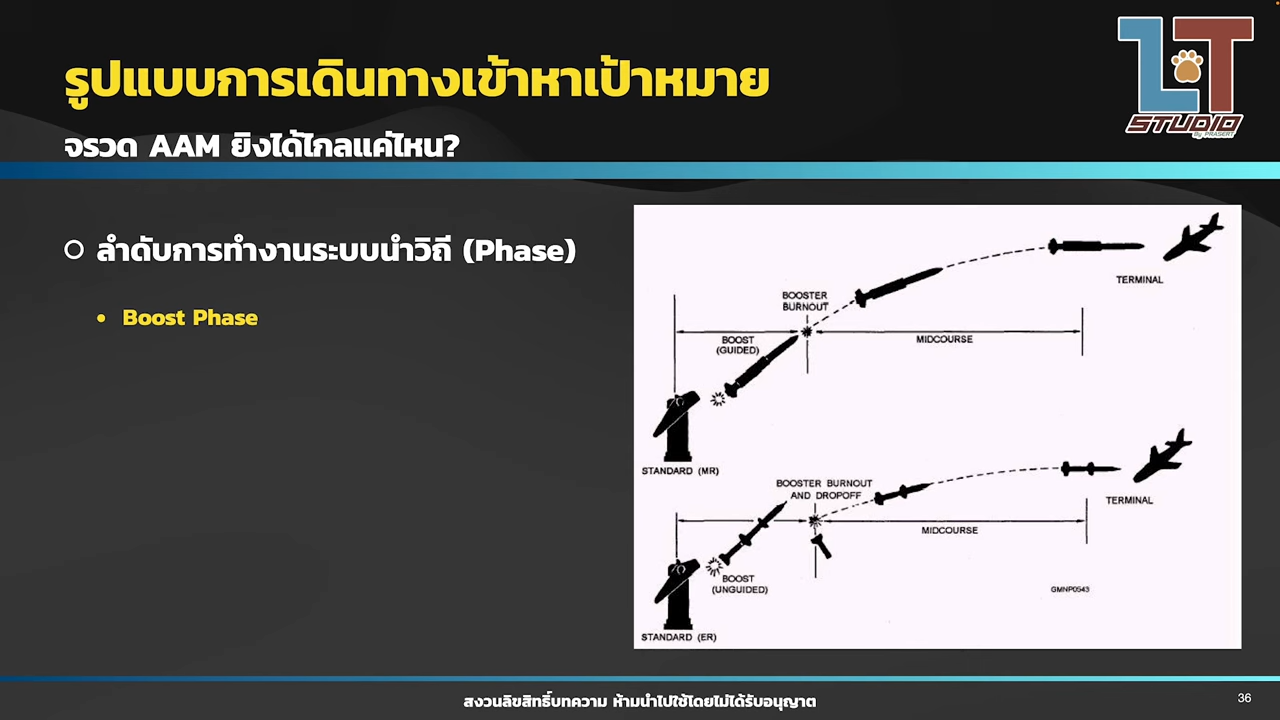 รูปแบบการเดินทางเข้าหาเป้าหมาย
จรวด AAM ยิงได้ไกลแค่ไหน?
LT
STUDIO
By PRASERT
ลำดับการทำงานระบบนำวิถี (Phase)
Boost Phase
BOOSTER
BURNOUT
TERMINAL
BOOST
(GUIDED)
MIDCOURSE
STANDARD (MR)
BOOSTER BURNOUT
AND DROPOFF
TERMINAL
MIDCOURSE
BOOST
(UNGUIDED)
GMNP0543
STANDARD (ER)
สงวนลิขสิทธิ์บทความ ห้ามนำไปใช้โดยไม่ได้รับอนุญาต
36